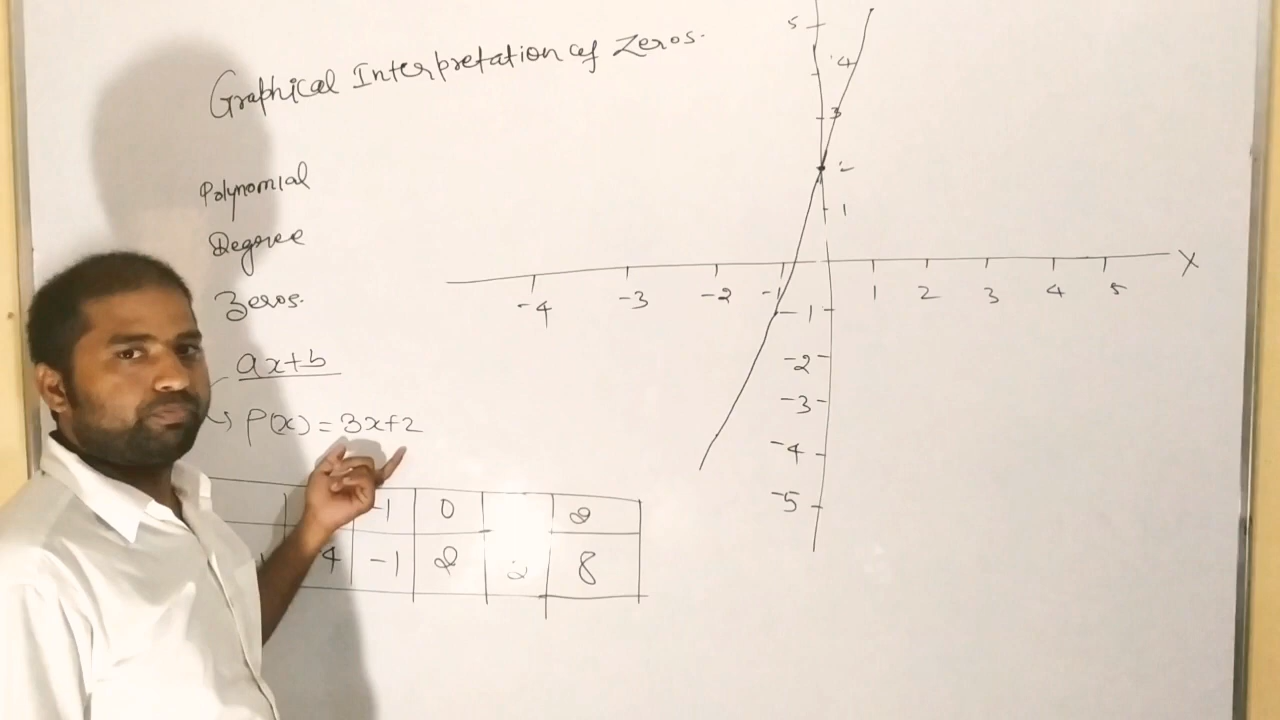 Graphical Interpretation of Zeros.
Polynomial
Degree
Zeros.
ax+b
P(x)=3x+2
-1 0 2
4 -1 2 2 8
5
4
3
2
1
-4 -3 -2 -1 1 2 3 4 5 X
-1
-2
-3
-4
-5